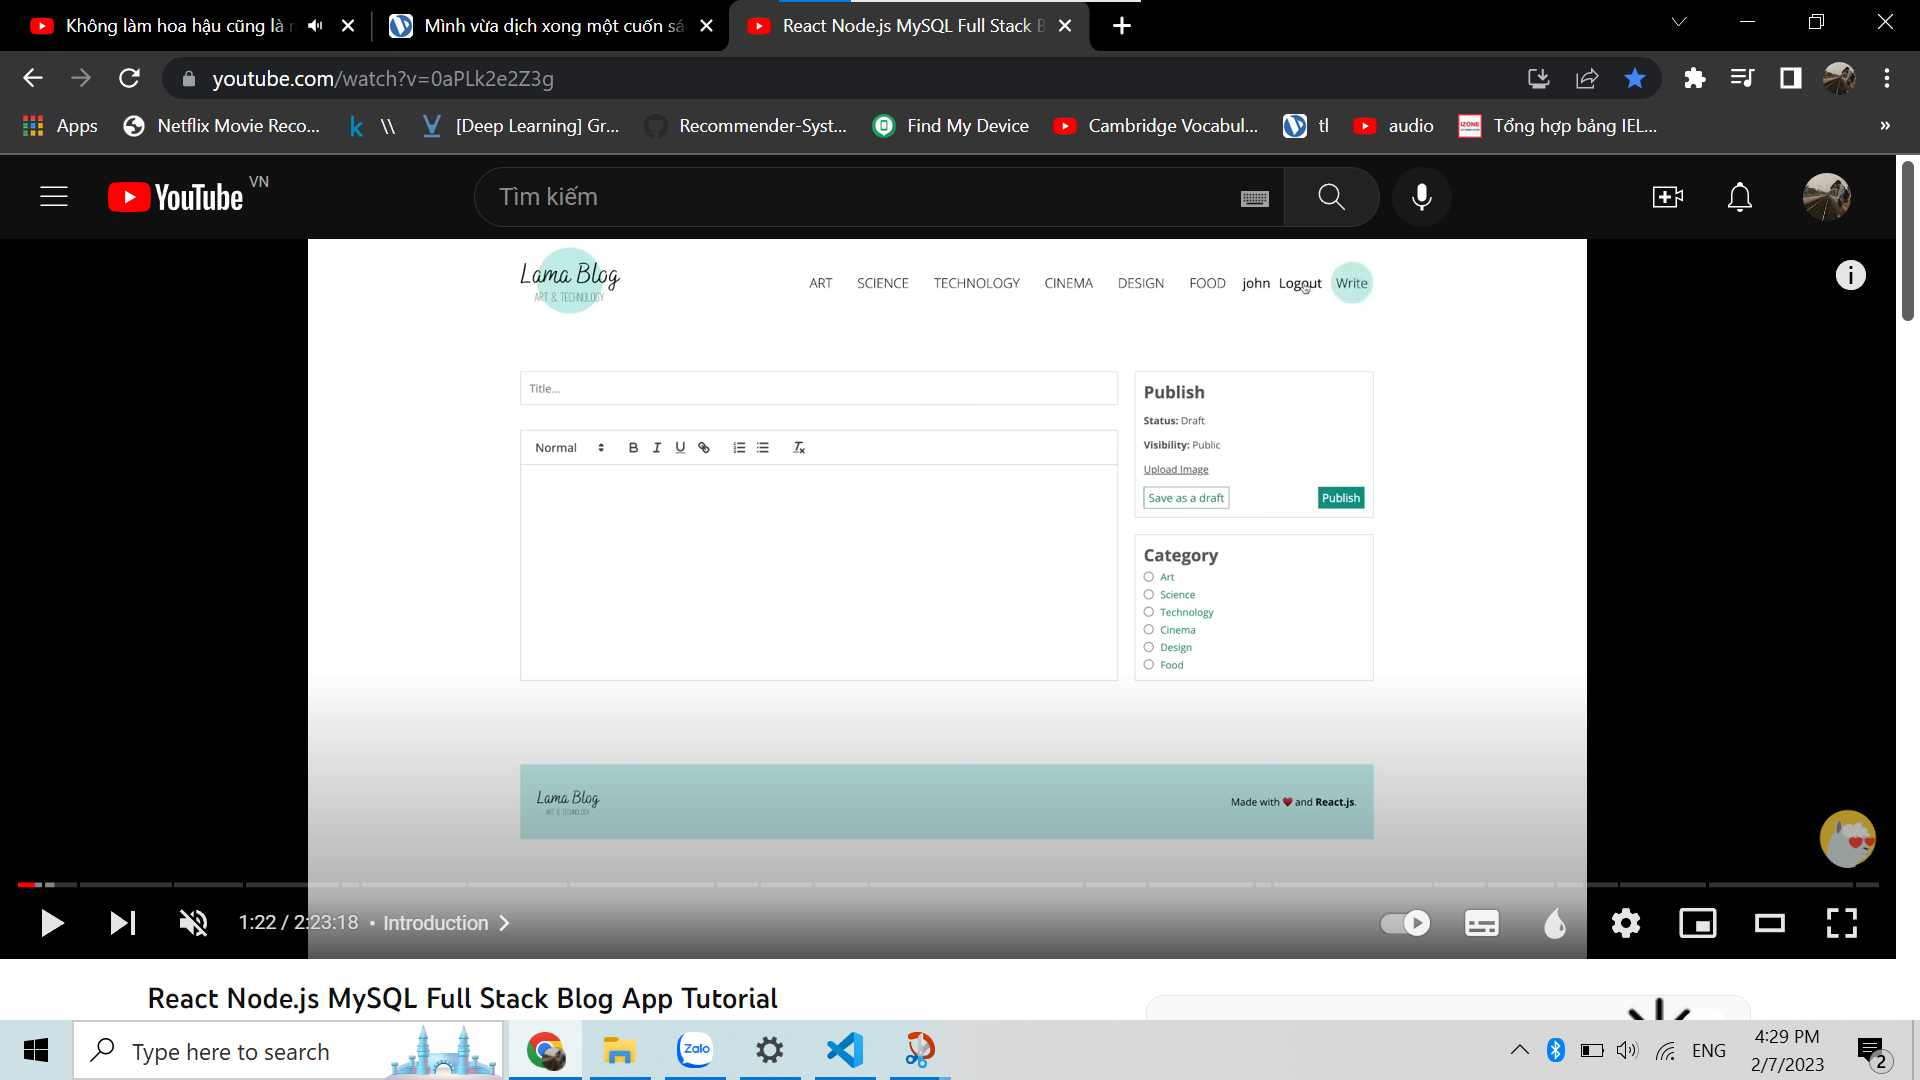 Không làm hoa hậu cũng là
Mình vừa dịch xong một cuốn sá
React Node.js MySQL Full Stack B
youtube.com/watch?v=0aPLk2e2Z3g
Apps
Netflix Movie Reco...
\\
[Deep Learning] Gr...
Recommender-Syst...
Find My Device
Cambridge Vocabul...
tl
audio
Tổng hợp bảng IEL...
»
YouTube VN
Tìm kiếm
Lama Blog
ART & TECHNOLOGY
ART SCIENCE TECHNOLOGY CINEMA DESIGN FOOD john Logout Write
Title...
Normal B I U
Publish
Status: Draft
Visibility: Public
Upload Image
Save as a draft Publish
Category
Art
Science
Technology
Cinema
Design
Food
Lama Blog
ART & TECHNOLOGY
Made with ❤ and React.js.
1:22 / 2:23:18 • Introduction
React Node.js MySQL Full Stack Blog App Tutorial
Type here to search
Zalo
ENG
4:29 PM
2/7/2023
2